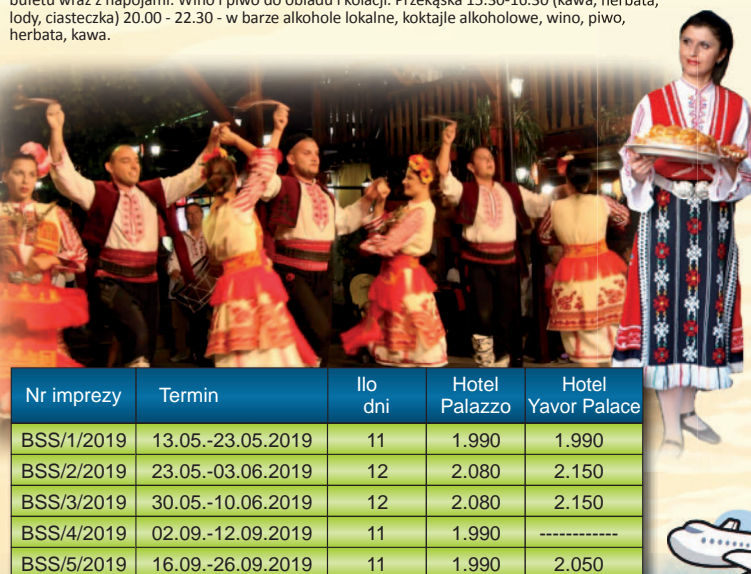 bufetu wraz z napojami. Wino i piwo do obiadu i kolacji. Przekąska 15.30-16.30 (kawa, herbata,
lody, ciasteczka) 20.00 - 22.30 - w barze alkohole lokalne, koktajle alkoholowe, wino, piwo,
herbata, kawa.
Nr imprezy Termin Ilo dni Hotel Palazzo Hotel Yavor Palace
BSS/1/2019 13.05.-23.05.2019 11 1.990 1.990
BSS/2/2019 23.05.-03.06.2019 12 2.080 2.150
BSS/3/2019 30.05.-10.06.2019 12 2.080 2.150
BSS/4/2019 02.09.-12.09.2019 11 1.990 ------------
BSS/5/2019 16.09.-26.09.2019 11 1.990 2.050